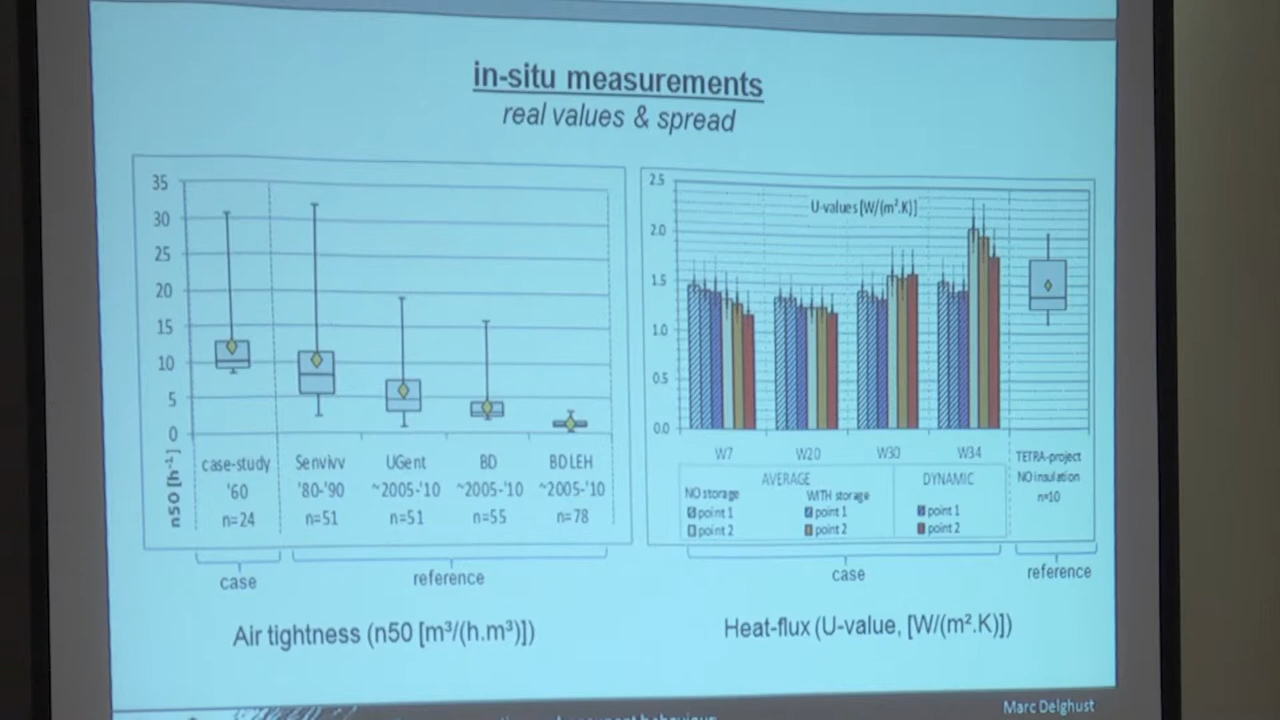 in-situ measurements
real values & spread
35
30
25
20
15
10
5
0
n50 [h⁻¹]
case-study Senvivv UGent BD BD LEH
'60 '80-'90 ~2005-'10 ~2005-'10 ~2005-'10
n=24 n=51 n=51 n=55 n=78
case reference
Air tightness (n50 [m³/(h.m³)])
2.5
2.0
1.5
1.0
0.5
0.0
U-values [W/(m².K)]
W7 W20 W30 W34
TETRA-project
NO insulation
n=10
AVERAGE DYNAMIC
NO storage WITH storage
point 1 point 1 point 1
point 2 point 2 point 2
case reference
Heat-flux (U-value, [W/(m².K)])
Marc Delghust